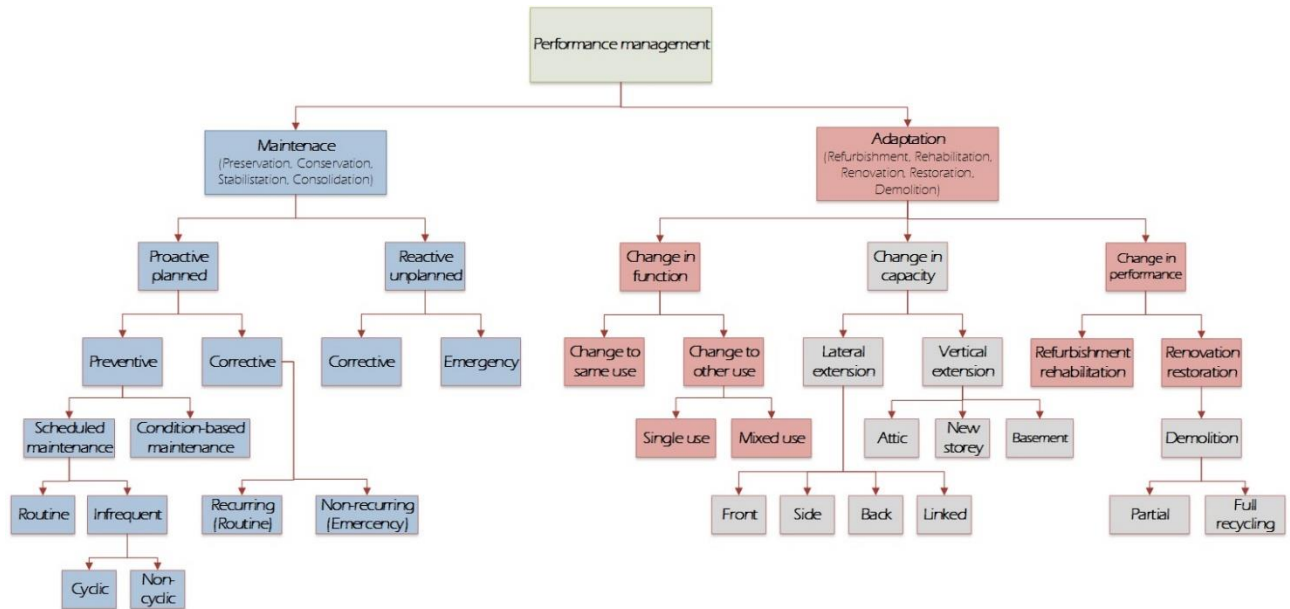 Performance management
Maintenace
(Preservation, Conservation,
Stabilistation, Consolidation)
Adaptation
(Refurbishment, Rehabilitation,
Renovation, Restoration,
Demolition)
Proactive
planned
Reactive
unplanned
Change in
function
Change in
capacity
Change in
performance
Preventive
Corrective
Corrective
Emergency
Change to
same use
Change to
other use
Lateral
extension
Vertical
extension
Refurbishment
rehabilitation
Renovation
restoration
Scheduled
maintenance
Condition-based
maintenance
Single use
Mixed use
Attic
New
storey
Basement
Demolition
Routine
Infrequent
Recurring
(Routine)
Non-recurring
(Emercency)
Front
Side
Back
Linked
Partial
Full
recycling
Cyclic
Non-
cyclic